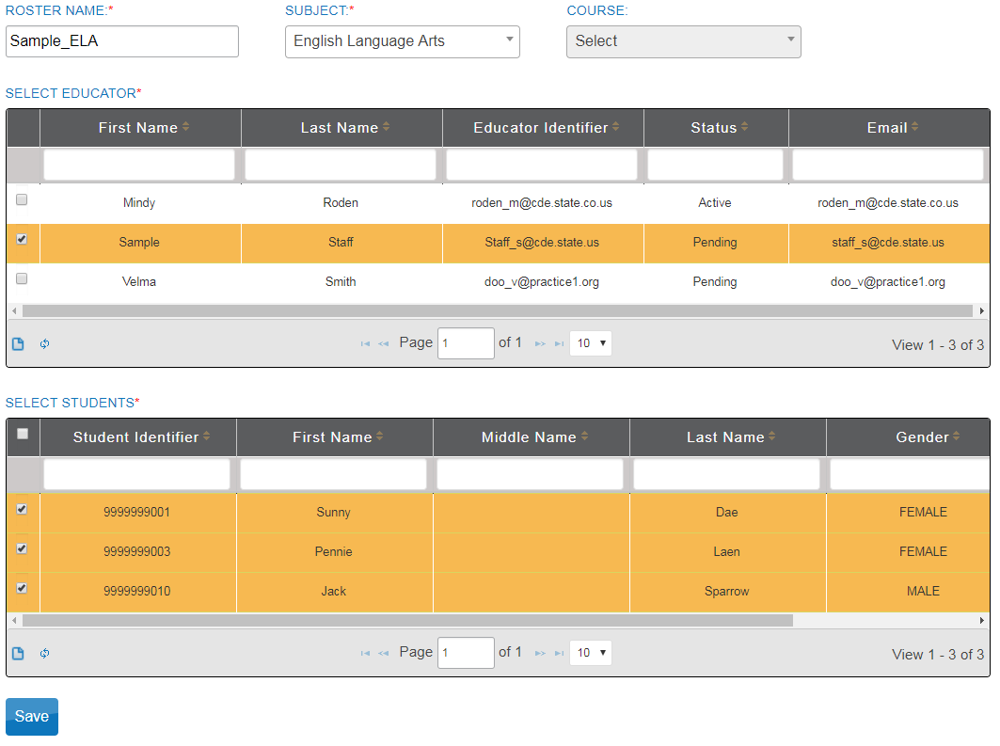 ROSTER NAME:* SUBJECT:* COURSE:
Sample_ELA English Language Arts Select
SELECT EDUCATOR*
First Name Last Name Educator Identifier Status Email
Mindy Roden roden_m@cde.state.co.us Active roden_m@cde.state.co.us
Sample Staff Staff_s@cde.state.us Pending staff_s@cde.state.us
Velma Smith doo_v@practice1.org Pending doo_v@practice1.org
Page 1 of 1 10 View 1 - 3 of 3
SELECT STUDENTS*
Student Identifier First Name Middle Name Last Name Gender
9999999001 Sunny Dae FEMALE
9999999003 Pennie Laen FEMALE
9999999010 Jack Sparrow MALE
Page 1 of 1 10 View 1 - 3 of 3
Save